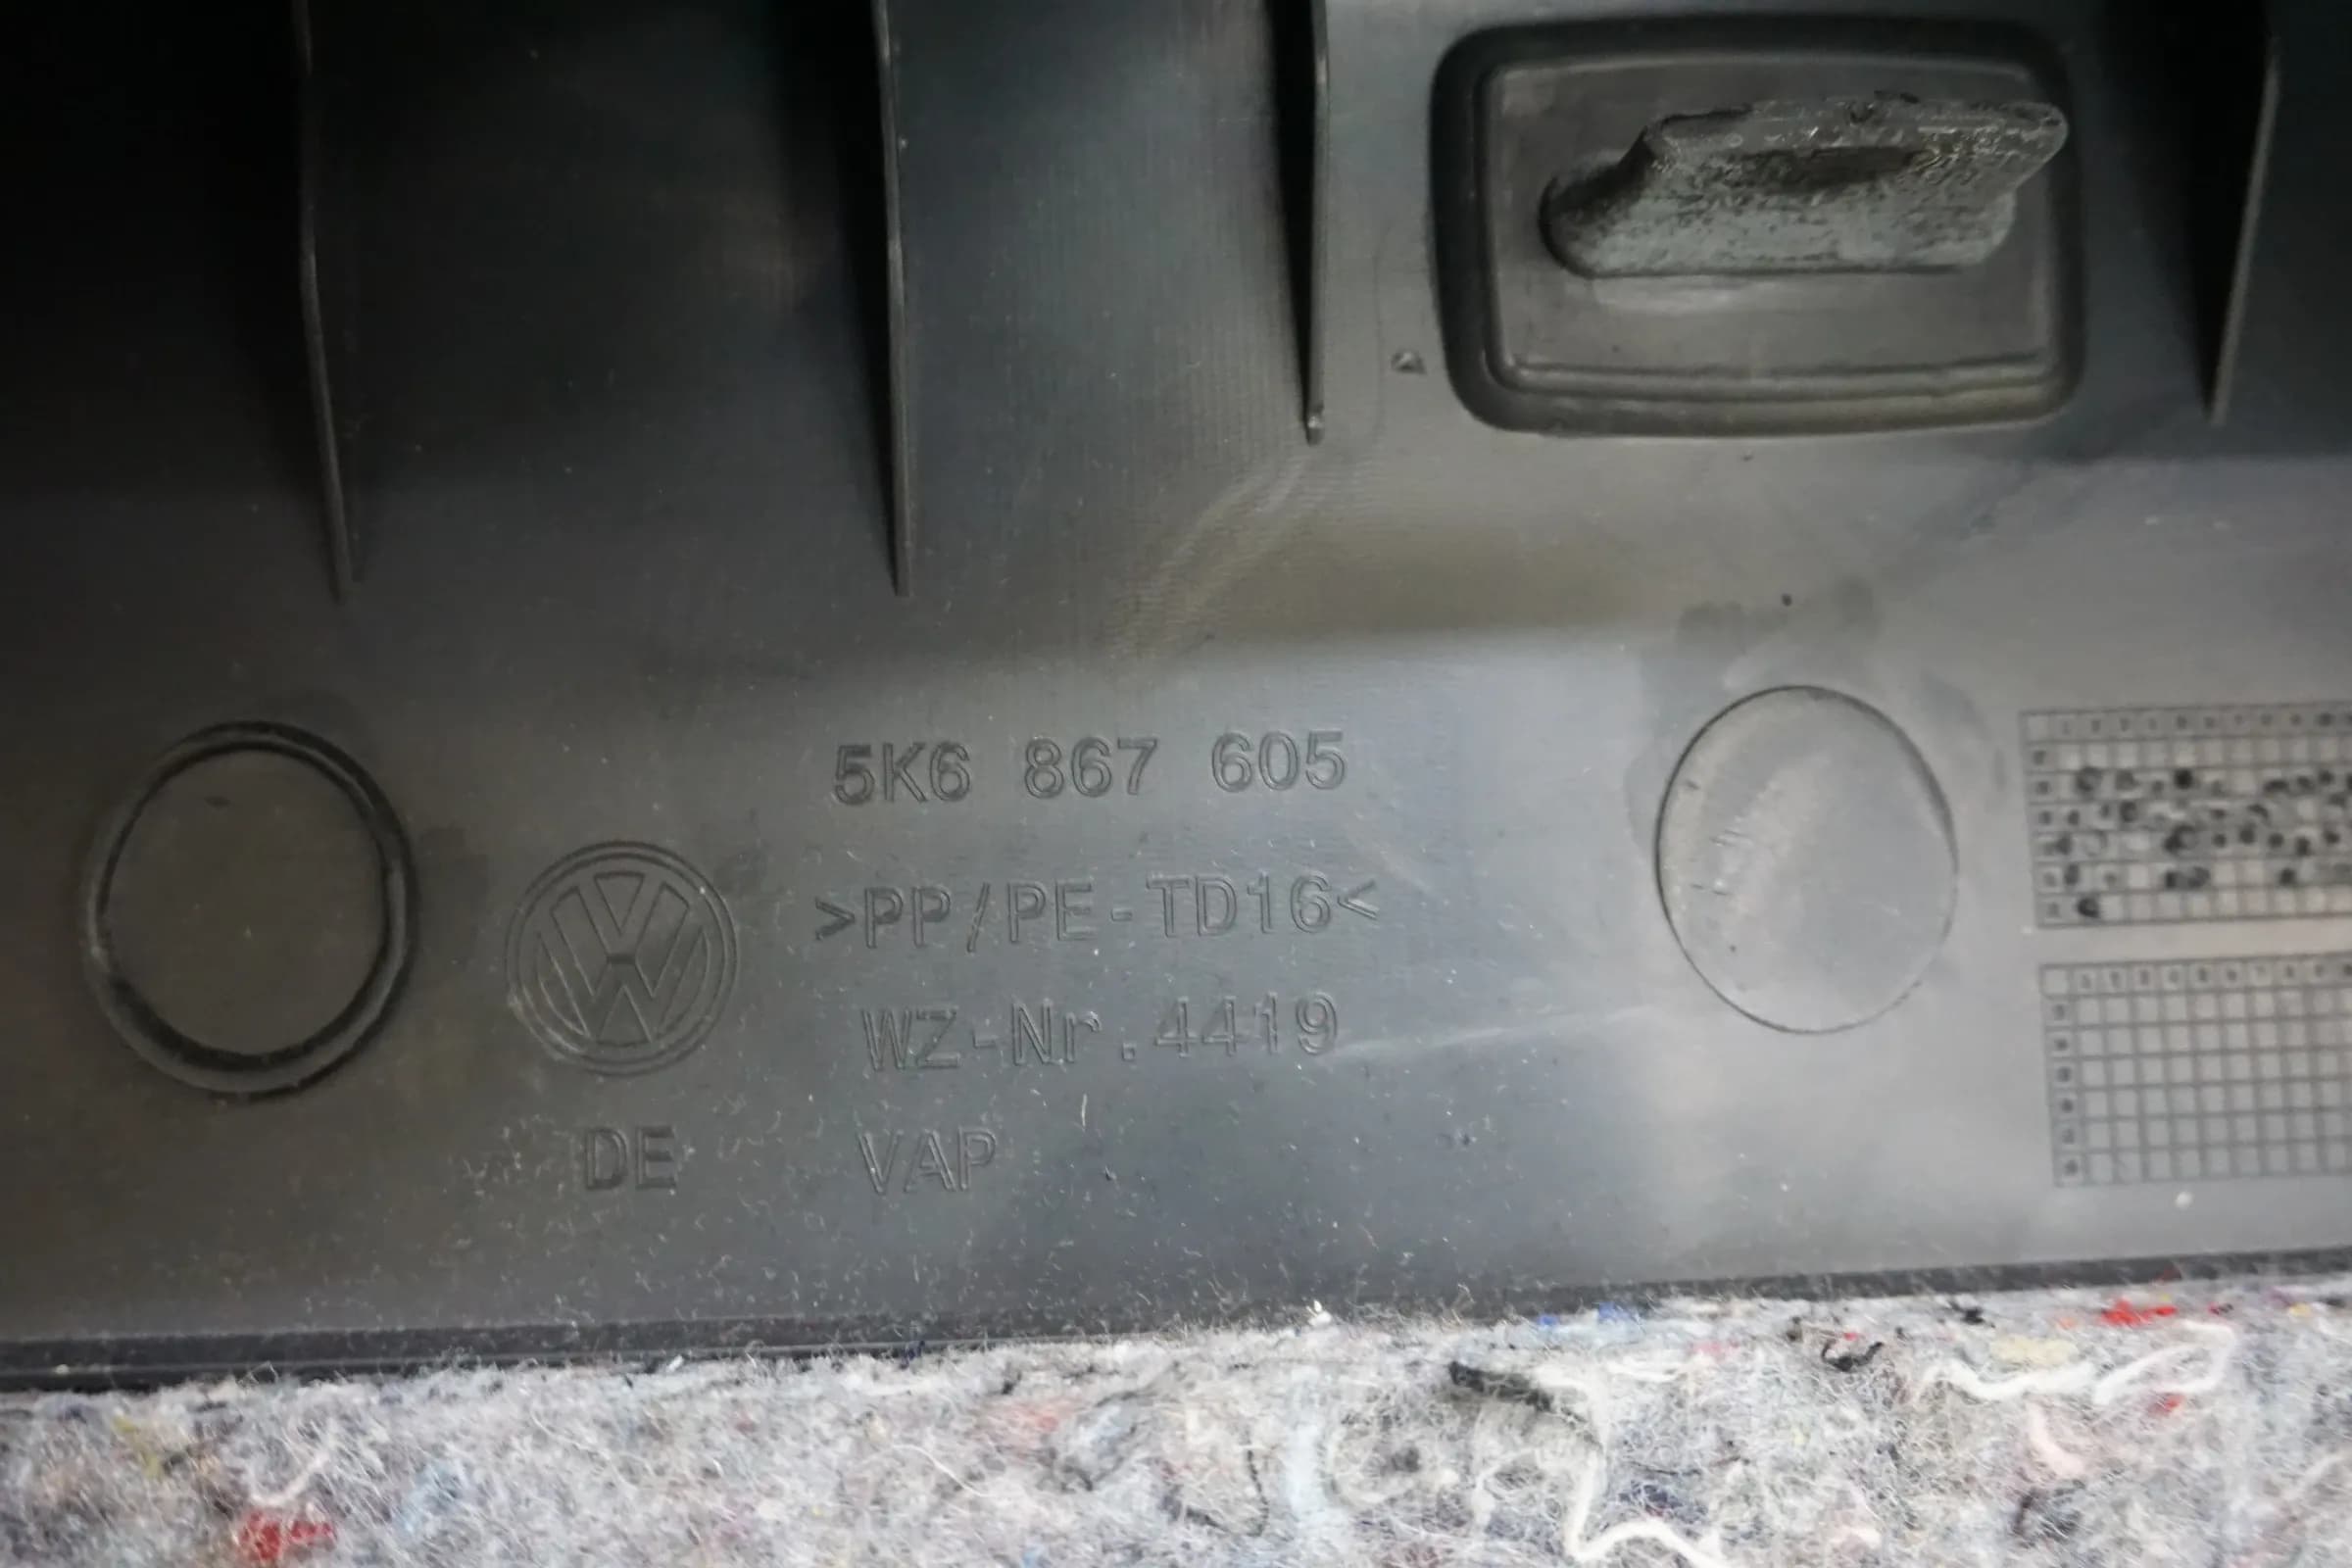 5K6 867 605
>PP/PE-TD16<
WZ-Nr.4419
DE VAP